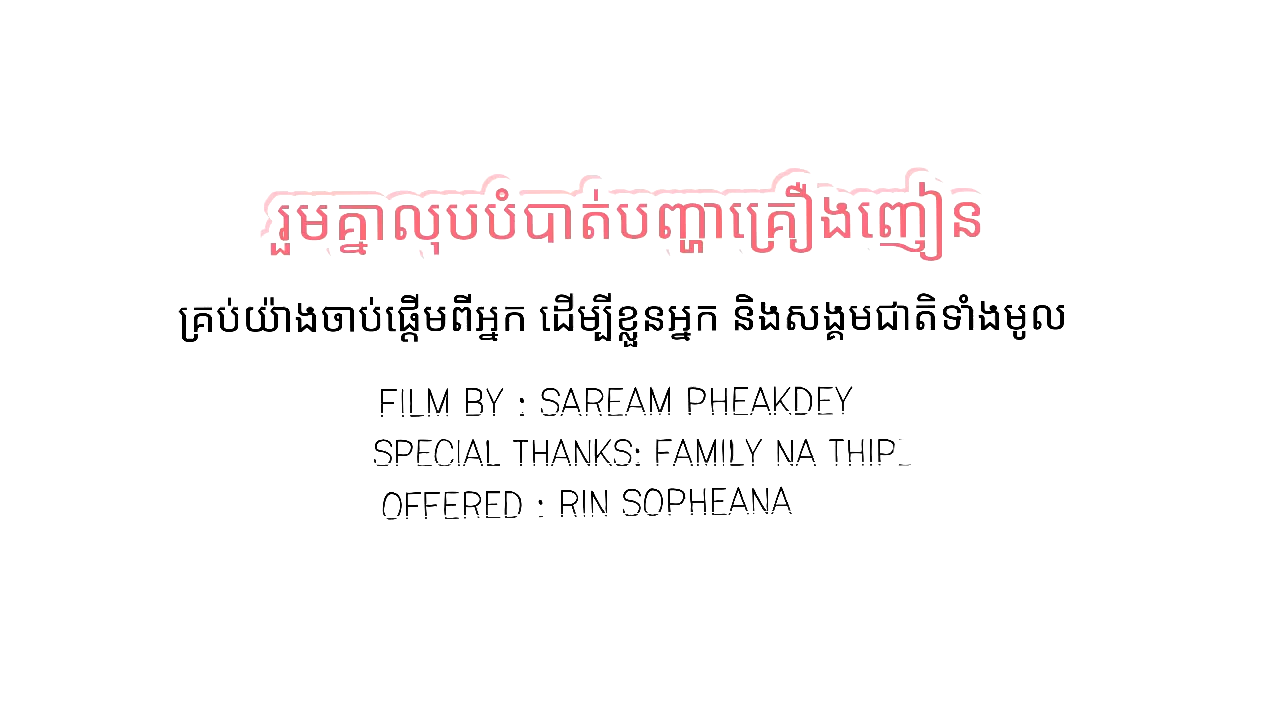 រួមគ្នាលុបបំបាត់បញ្ហាគ្រឿងញៀន
គ្រប់យ៉ាងចាប់ផ្តើមពីអ្នក ដើម្បីខ្លួនអ្នក និងសង្គមជាតិទាំងមូល
FILM BY : SAREAM PHEAKDEY
SPECIAL THANKS: FAMILY NA
OFFERED : RIN SOPHEANA